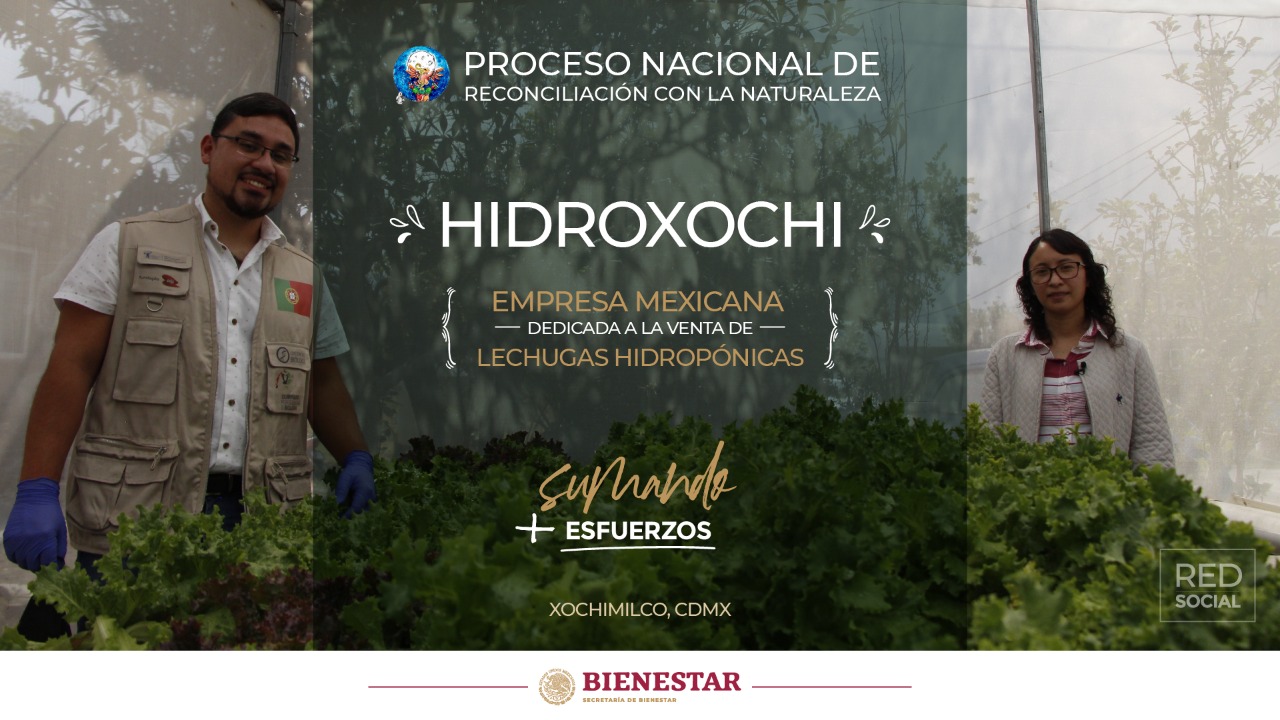 PROCESO NACIONAL DE
RECONCILIACIÓN CON LA NATURALEZA
HIDROXOCHI
EMPRESA MEXICANA
DEDICADA A LA VENTA DE
LECHUGAS HIDROPÓNICAS
sumando
+ ESFUERZOS
XOCHIMILCO, CDMX
RED
SOCIAL
BIENESTAR
SECRETARÍA DE BIENESTAR